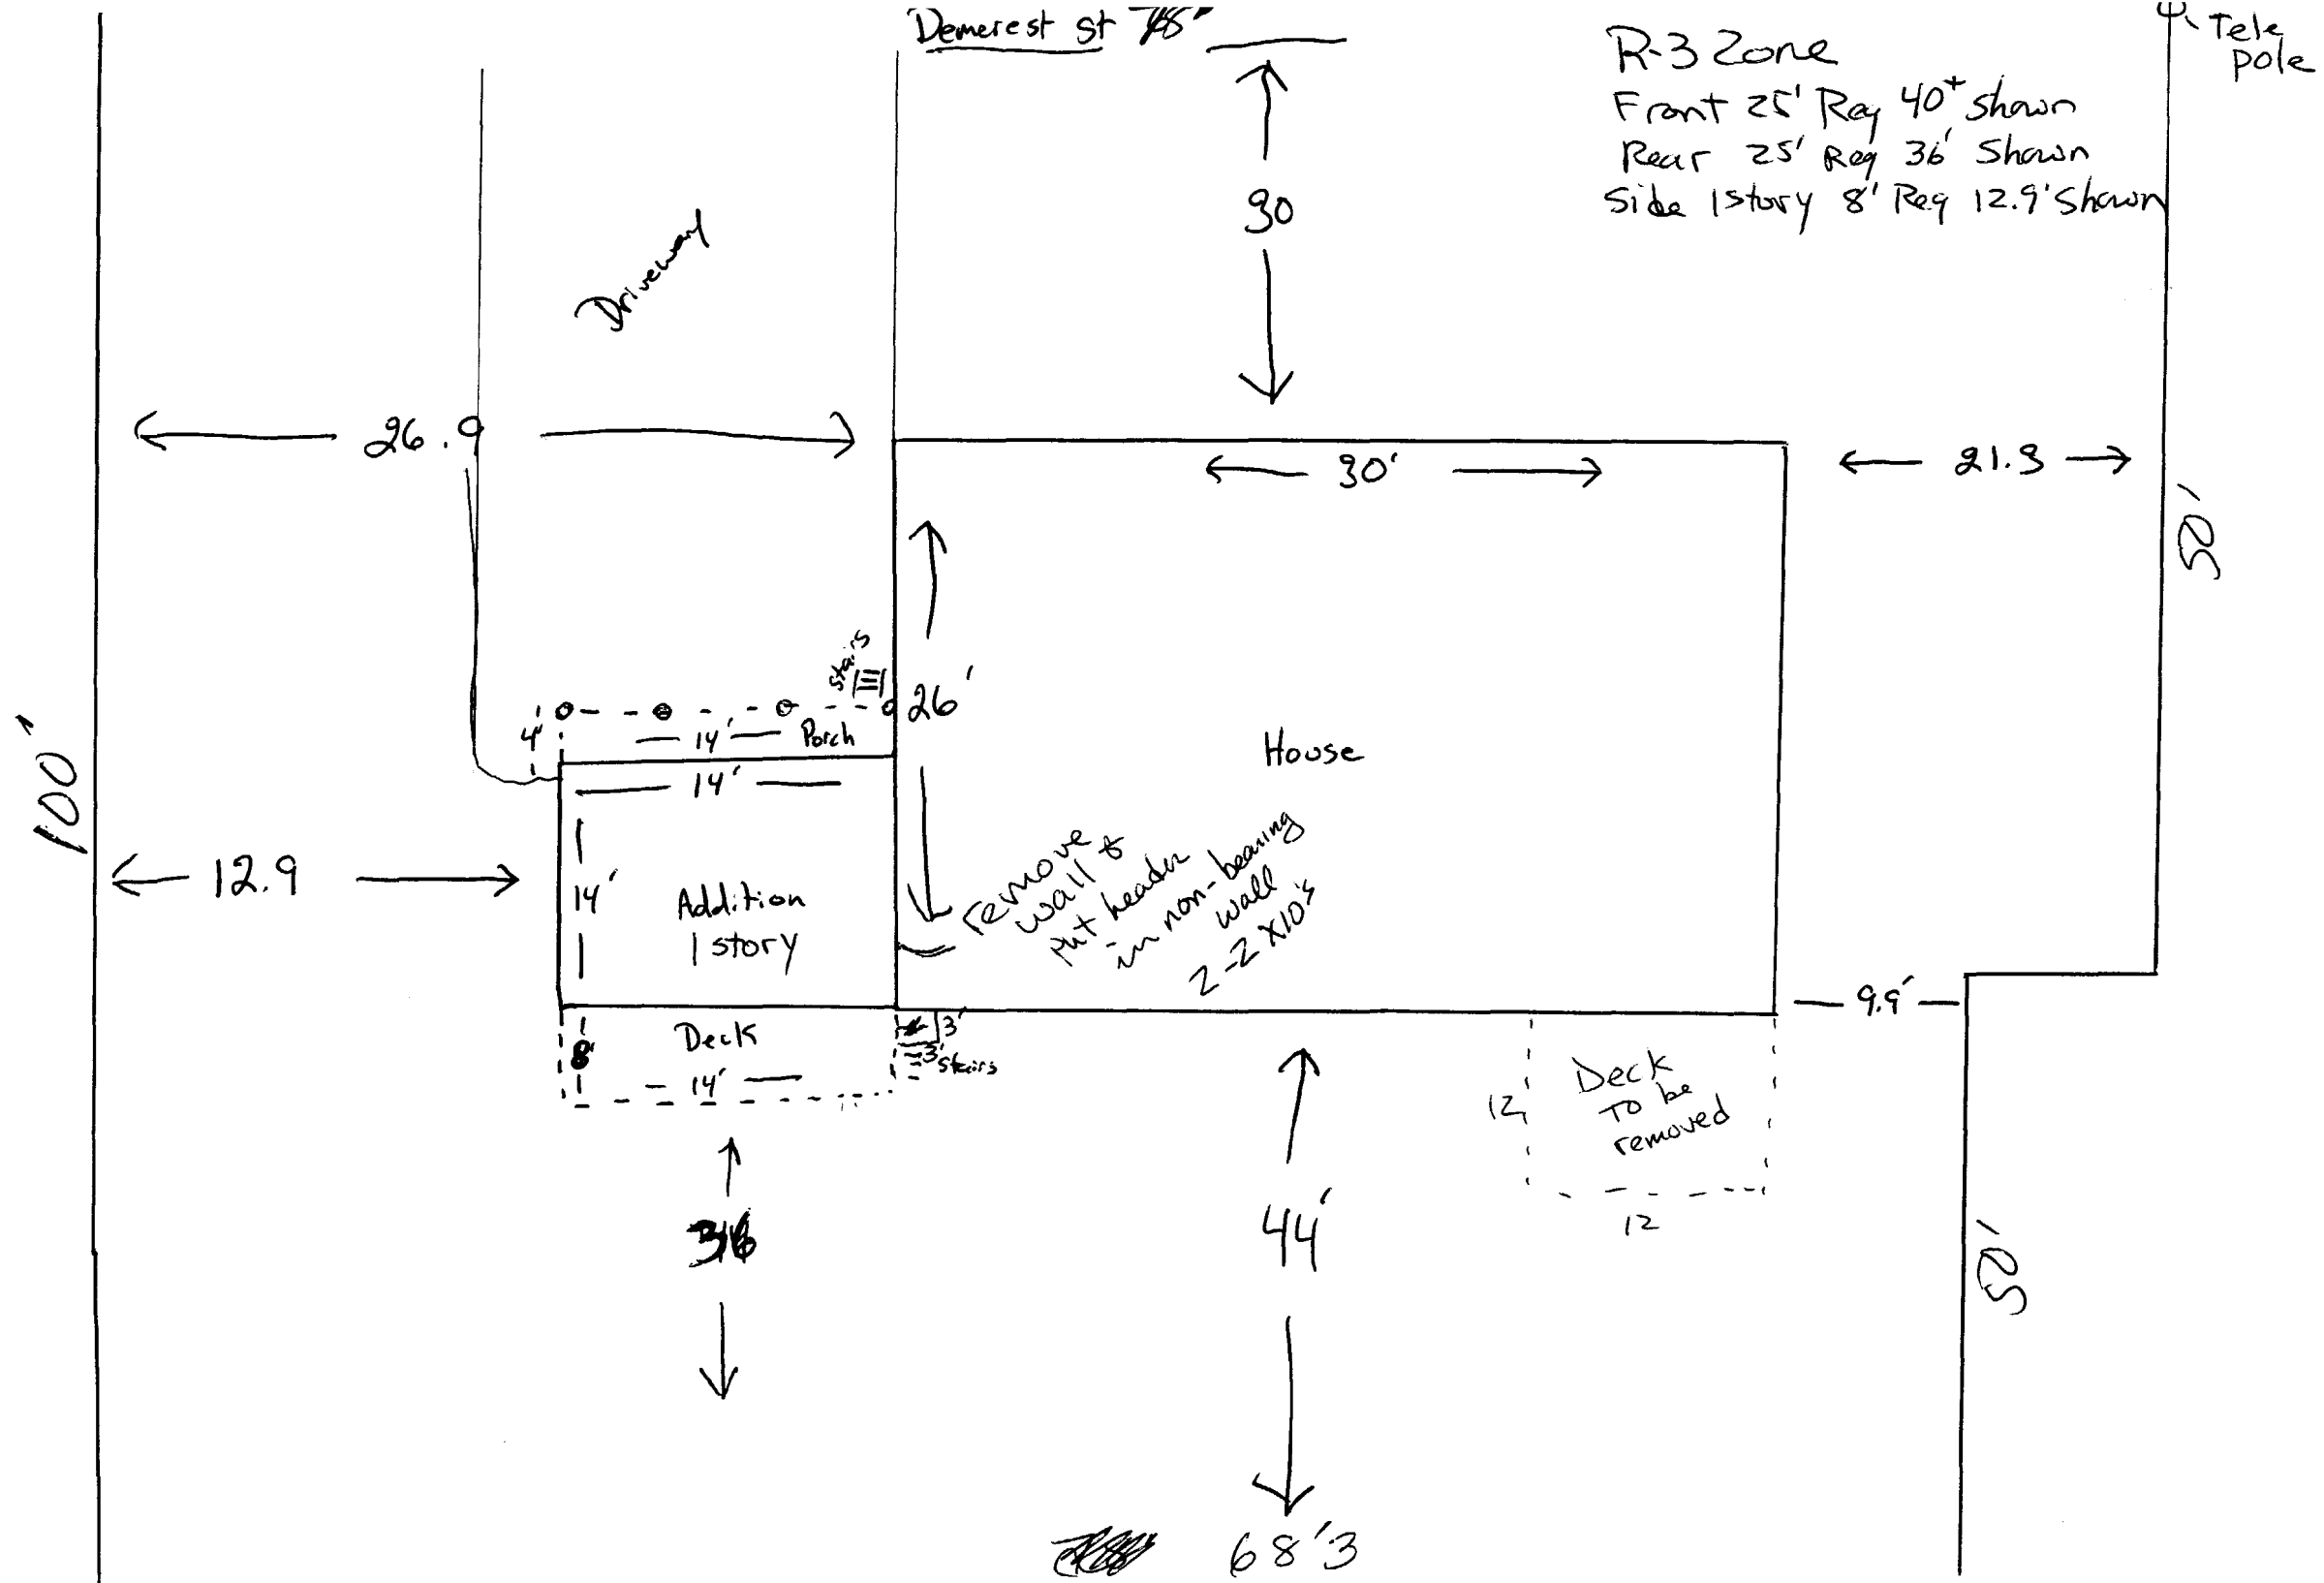 Demerest St 78'
Tele
pole
R-3 Zone
Front 25' Req 40+ shown
Rear 25' Req 36' Shown
Side 1 story 8' Req 12.9' Shown
30
Driveway
26.9
30'
21.3
50'
stairs
26'
4'
14'
Porch
14'
House
100'
12.9
14'
Addition
1 story
remove
wall &
put header
in non-bearing
wall
2-2x10's
9.9'
Deck
8'
14'
3'
3'
stairs
Deck
To be
removed
12
12
36
44'
50'
68'3